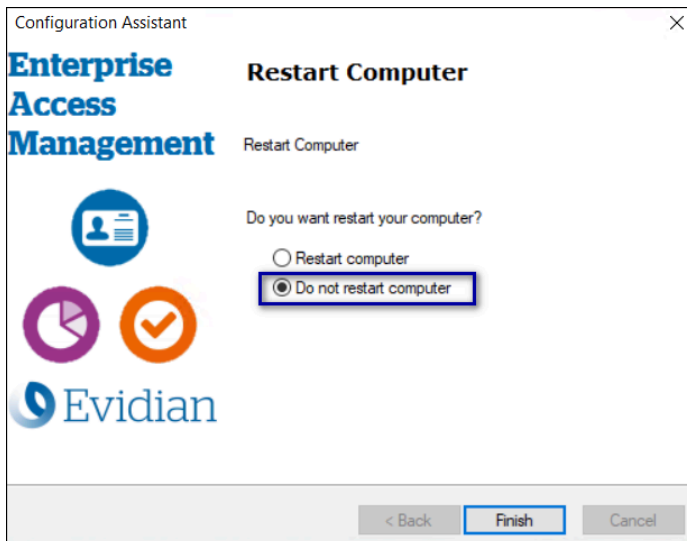 Configuration Assistant
Enterprise
Access
Management
Restart Computer
Restart Computer
Do you want restart your computer?
Restart computer
Do not restart computer
Evidian
< Back Finish Cancel